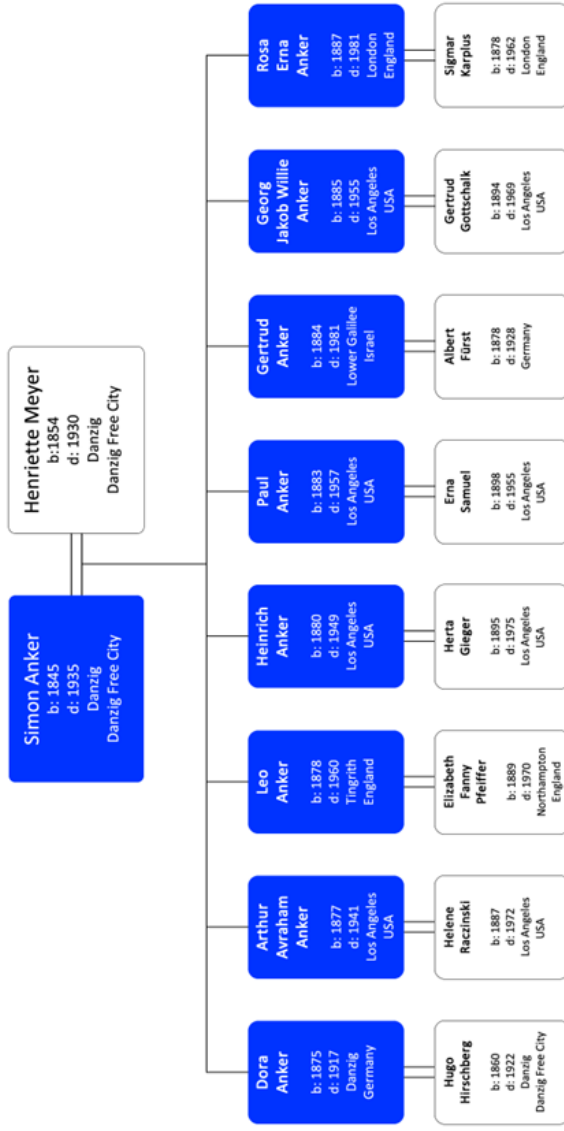 Simon Anker
b: 1845
d: 1935
Danzig
Danzig Free City
Henriette Meyer
b:1854
d: 1930
Danzig
Danzig Free City
Dora
Anker
b: 1875
d: 1917
Danzig
Germany
Arthur
Avraham
Anker
b: 1877
d: 1941
Los Angeles
USA
Leo
Anker
b: 1878
d: 1960
Tingrith
England
Heinrich
Anker
b: 1880
d: 1949
Los Angeles
USA
Paul
Anker
b: 1883
d: 1957
Los Angeles
USA
Gertrud
Anker
b: 1884
d: 1981
Lower Galilee
Israel
Georg
Jakob Willie
Anker
b: 1885
d: 1955
Los Angeles
USA
Rosa
Erna
Anker
b: 1887
d: 1981
London
England
Hugo
Hirschberg
b: 1860
d: 1922
Danzig
Danzig Free City
Helene
Raczinski
b: 1887
d: 1972
Los Angeles
USA
Elizabeth
Fanny
Pfeiffer
b: 1889
d: 1970
Northampton
England
Herta
Gieger
b: 1895
d: 1975
Los Angeles
USA
Erna
Samuel
b: 1898
d: 1955
Los Angeles
USA
Albert
Fürst
b: 1878
d: 1928
Germany
Gertrud
Gottschalk
b: 1894
d: 1969
Los Angeles
USA
Sigmar
Karplus
b: 1878
d: 1962
London
England